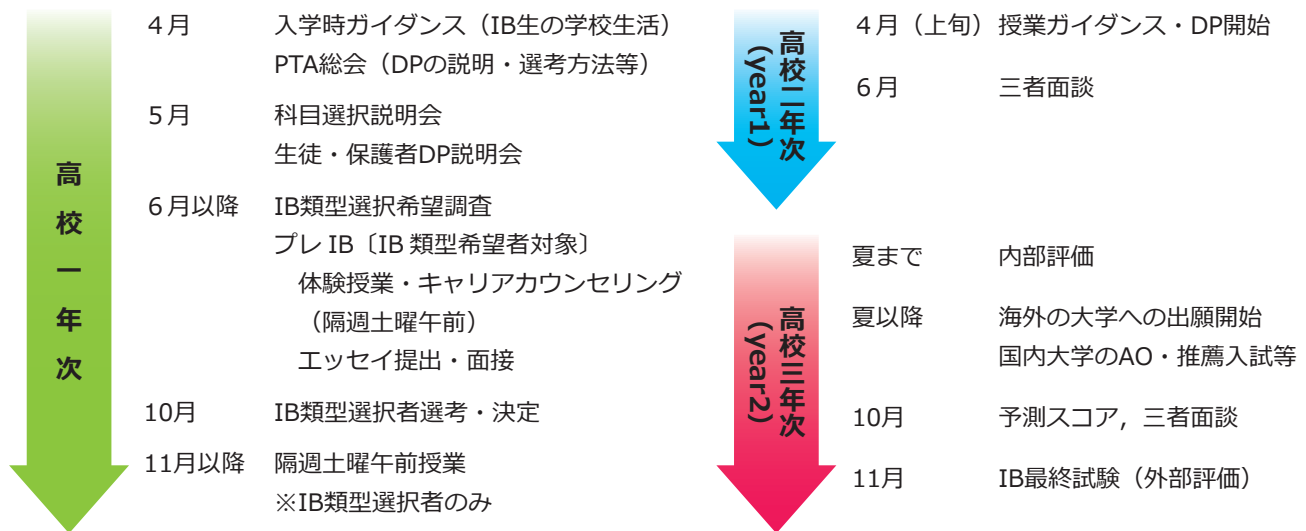 高校一年次
4月 入学時ガイダンス（IB生の学校生活）
PTA総会（DPの説明・選考方法等）
5月 科目選択説明会
生徒・保護者DP説明会
6月以降 IB類型選択希望調査
プレ IB〔IB 類型希望者対象〕
体験授業・キャリアカウンセリング
（隔週土曜午前）
エッセイ提出・面接
10月 IB類型選択者選考・決定
11月以降 隔週土曜午前授業
※IB類型選択者のみ
高校二年次
(year1)
4月（上旬）授業ガイダンス・DP開始
6月 三者面談
高校三年次
(year2)
夏まで 内部評価
夏以降 海外の大学への出願開始
国内大学のAO・推薦入試等
10月 予測スコア，三者面談
11月 IB最終試験（外部評価）